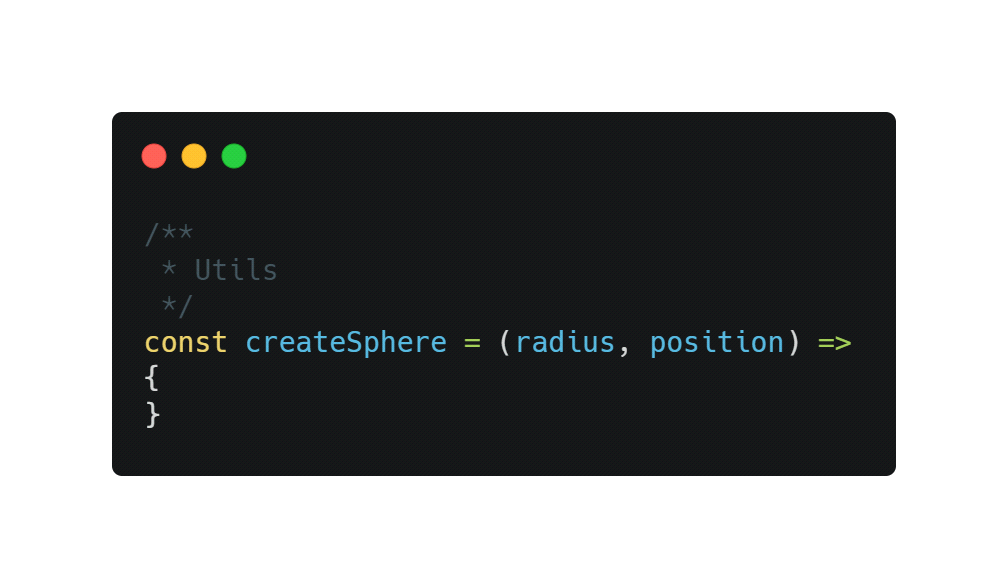 /**
 * Utils
 */
const createSphere = (radius, position) =>
{
}